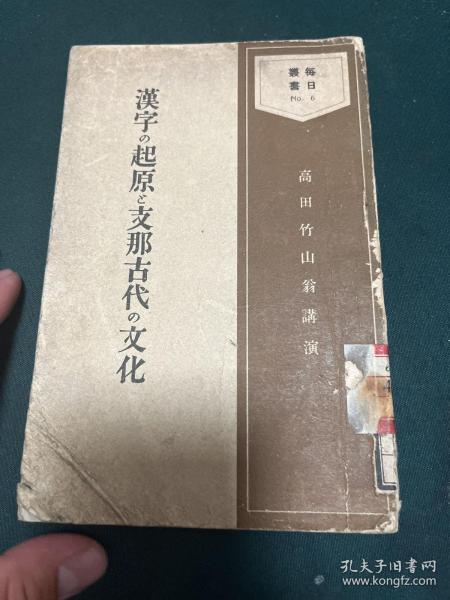 毎日
叢書
No. 6
高田竹山翁講演
漢字の起原と支那古代の文化
孔夫子旧书网
www.kongfz.com